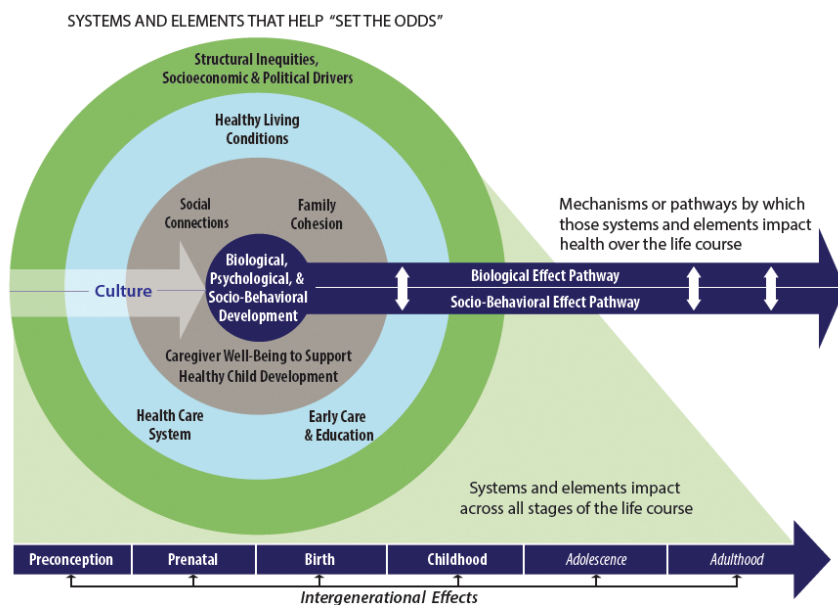 SYSTEMS AND ELEMENTS THAT HELP “SET THE ODDS”
Structural Inequities,
Socioeconomic & Political Drivers
Healthy Living
Conditions
Social
Connections
Family
Cohesion
Mechanisms or pathways by which
those systems and elements impact
health over the life course
Culture
Biological,
Psychological, &
Socio-Behavioral
Development
Biological Effect Pathway
Socio-Behavioral Effect Pathway
Caregiver Well-Being to Support
Healthy Child Development
Health Care
System
Early Care
& Education
Systems and elements impact
across all stages of the life course
Preconception
Prenatal
Birth
Childhood
Adolescence
Adulthood
Intergenerational Effects